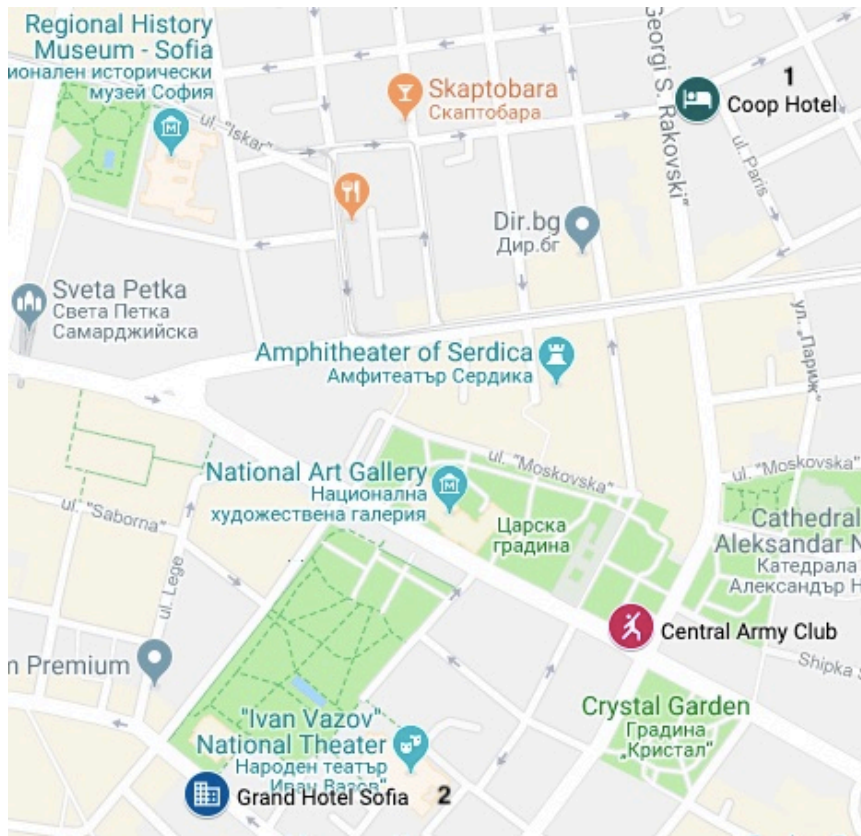 Regional History
Museum - Sofia
ионален исторически
музей София
ul. "Iskar"
Skaptobara
Скаптобара
Georgi S. Rakovski"
1
Coop Hotel
ul. Paris
Dir.bg
Дир.бг
Sveta Petka
Света Петка
Самарджийска
ул. „Париж"
Amphitheater of Serdica
Амфитеатър Сердика
ul. "Moskovska"
ul. "Moskovska"
National Art Gallery
Национална
художествена галерия
Царска
градина
ul. "Saborna"
ul. Lege
Cathedral
Aleksandar N
Катедрала
Александър Н
Central Army Club
Shipka S
m Premium
Crystal Garden
Градина
„Кристал"
"Ivan Vazov"
National Theater
Народен театър
Иван Вазов"
Grand Hotel Sofia 2